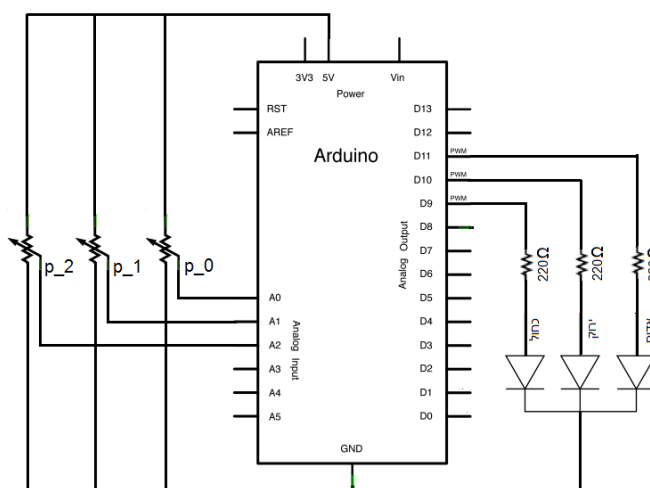 3V3 5V Vin
Power
RST
AREF
Arduino
D13
D12
D11 PWM
D10 PWM
D9 PWM
D8
D7
D6
D5
D4
D3
D2
D1
D0
Analog Output
p_2
p_1
p_0
A0
A1
A2
A3
A4
A5
Analog Input
GND
220Ω
220Ω